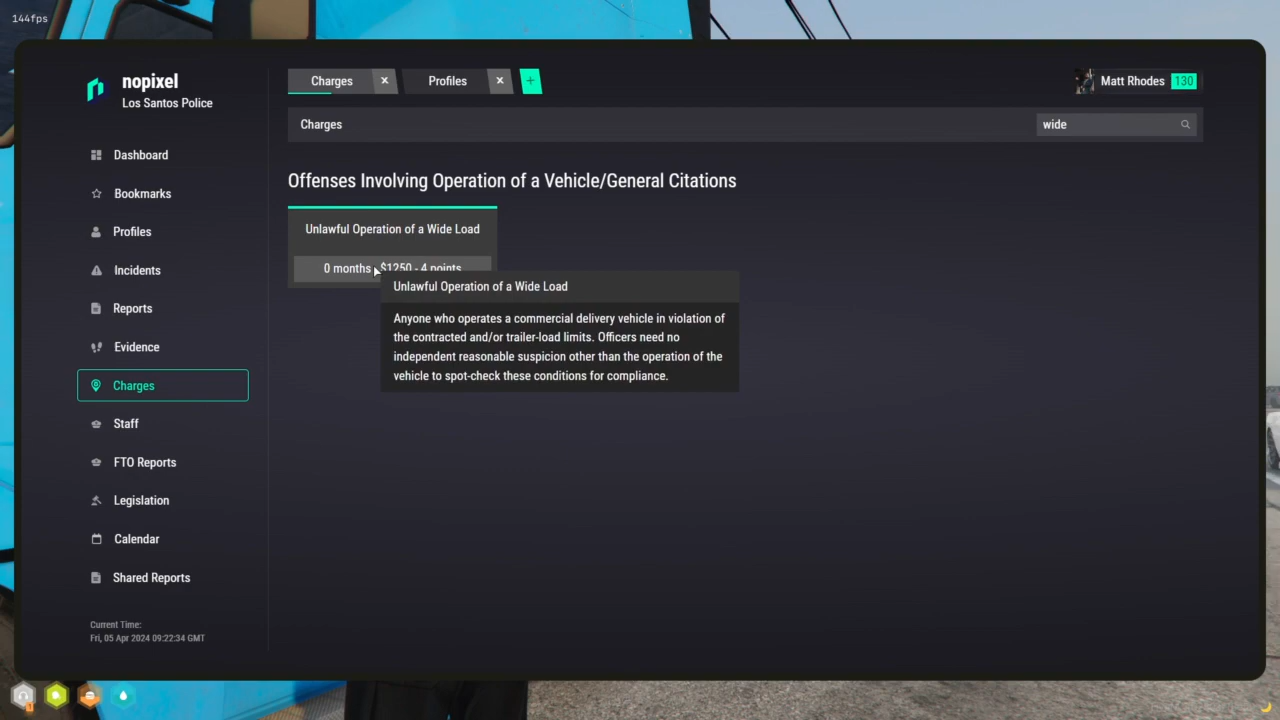 144fps
nopixel
Los Santos Police
Charges
Profiles
Matt Rhodes 130
Charges
wide
Dashboard
Bookmarks
Profiles
Incidents
Reports
Evidence
Charges
Staff
FTO Reports
Legislation
Calendar
Shared Reports
Current Time:
Fri, 05 Apr 2024 09:22:34 GMT
Offenses Involving Operation of a Vehicle/General Citations
Unlawful Operation of a Wide Load
0 months - $1250 - 4 points
Unlawful Operation of a Wide Load
Anyone who operates a commercial delivery vehicle in violation of
the contracted and/or trailer-load limits. Officers need no
independent reasonable suspicion other than the operation of the
vehicle to spot-check these conditions for compliance.